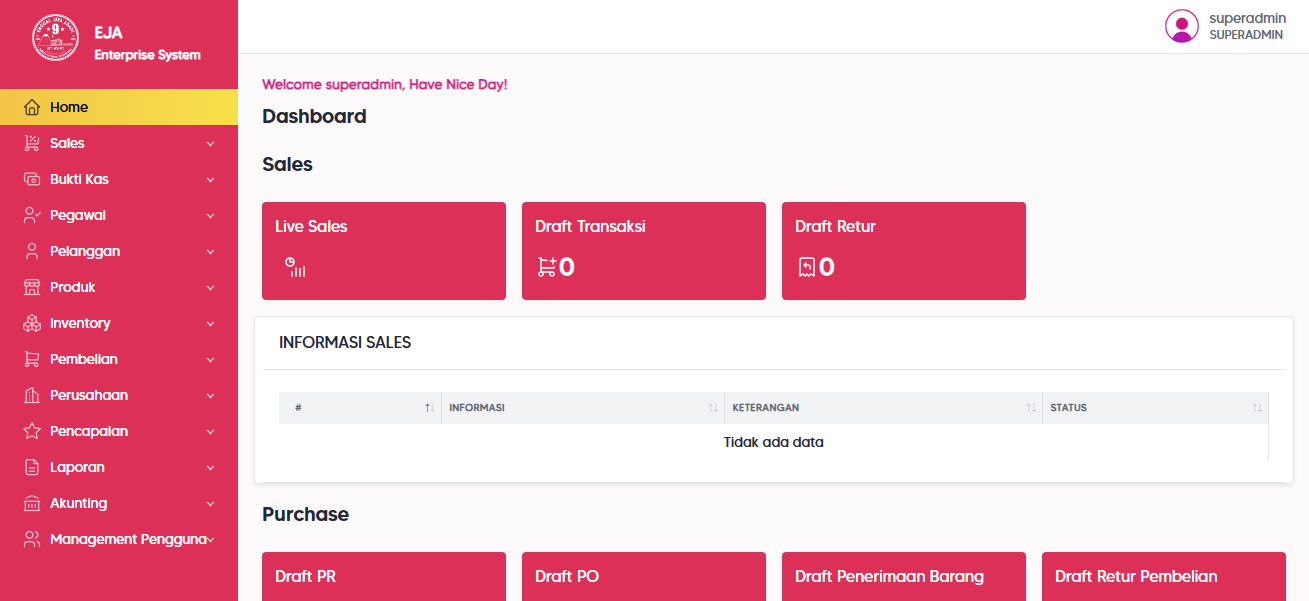 EJA
Enterprise System
superadmin
SUPERADMIN
Home
Sales
Bukti Kas
Pegawai
Pelanggan
Produk
Inventory
Pembelian
Perusahaan
Pencapaian
Laporan
Akunting
Management Pengguna
Welcome superadmin, Have Nice Day!
Dashboard
Sales
Live Sales
Draft Transaksi
0
Draft Retur
0
INFORMASI SALES
# INFORMASI KETERANGAN STATUS
Tidak ada data
Purchase
Draft PR
Draft PO
Draft Penerimaan Barang
Draft Retur Pembelian